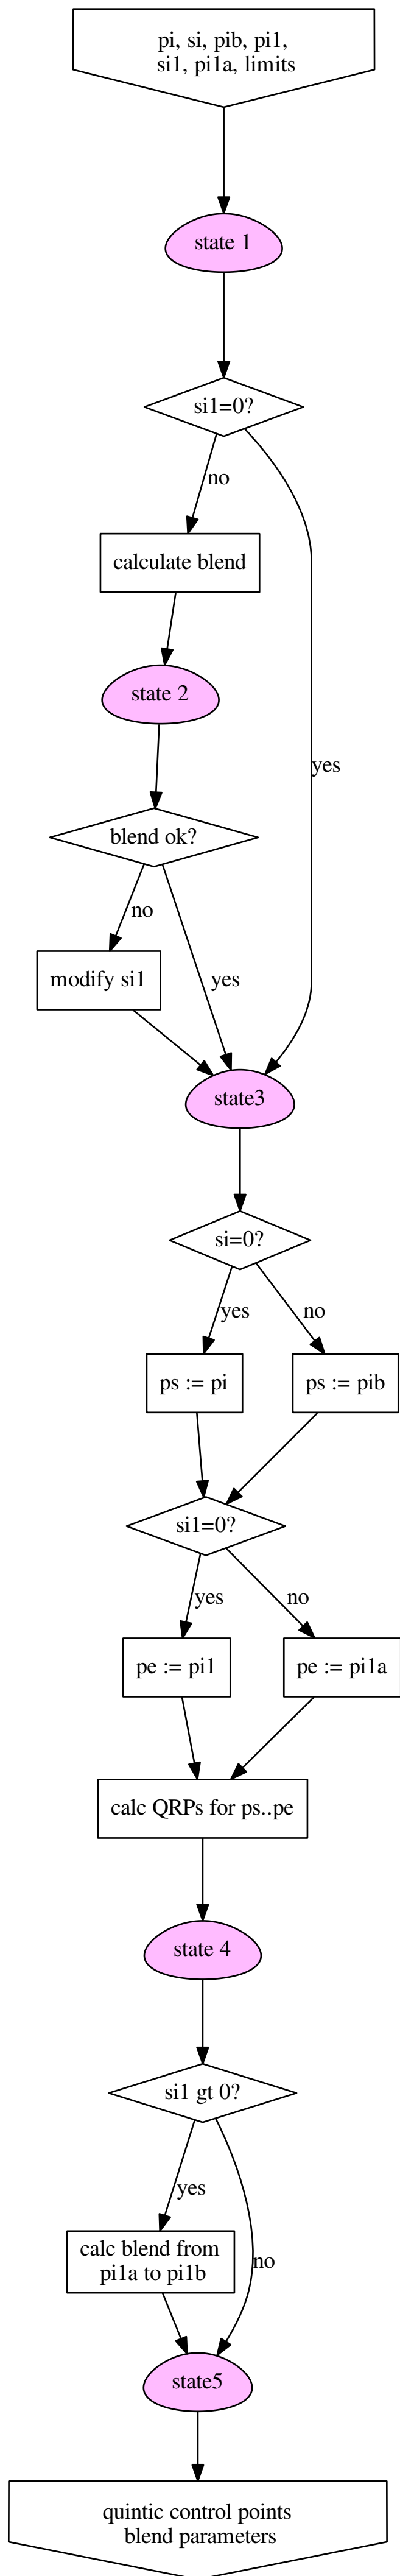 pi, si, pib, pi1,
si1, pi1a, limits
state 1
si1=0?
no
calculate blend
state 2
yes
blend ok?
no
modify si1
yes
state3
si=0?
yes
no
ps := pi
ps := pib
si1=0?
yes
no
pe := pi1
pe := pi1a
calc QRPs for ps..pe
state 4
si1 gt 0?
yes
calc blend from
pi1a to pi1b
no
state5
quintic control points
blend parameters